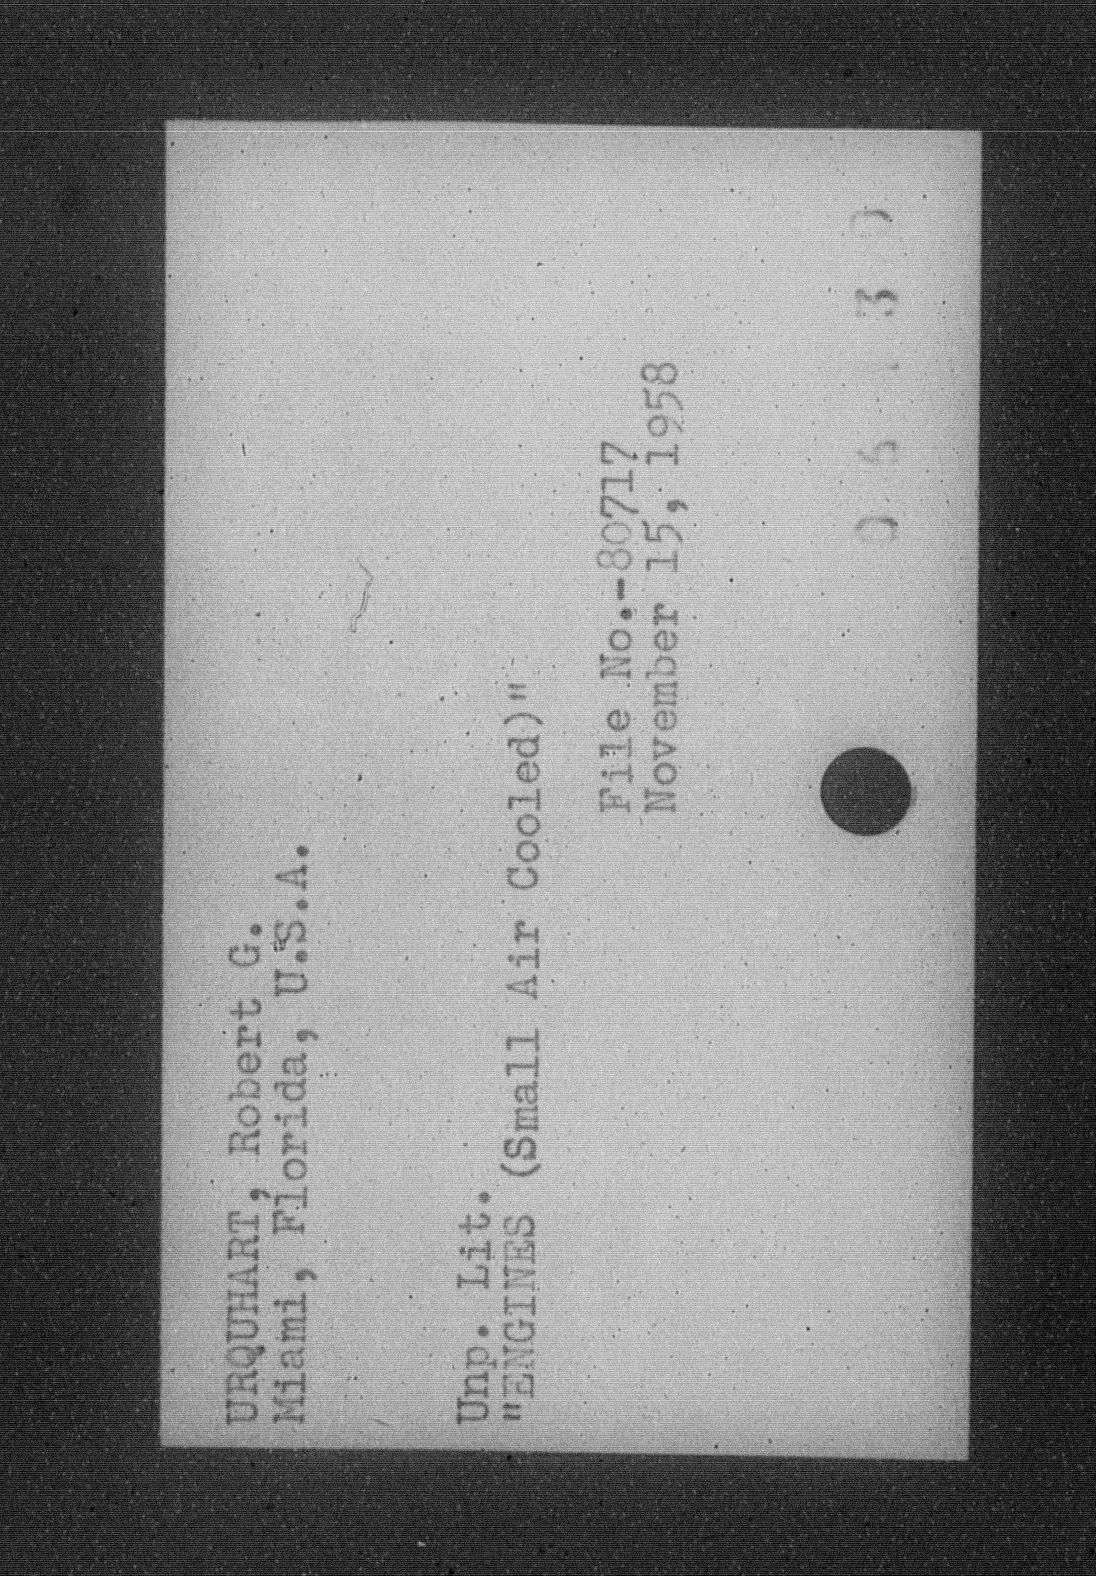 URQUHART, Robert G.
Miami, Florida, U.S.A.
Unp. Lit.
"ENGINES (Small Air Cooled)"
File No.-80717
November 15, 1958